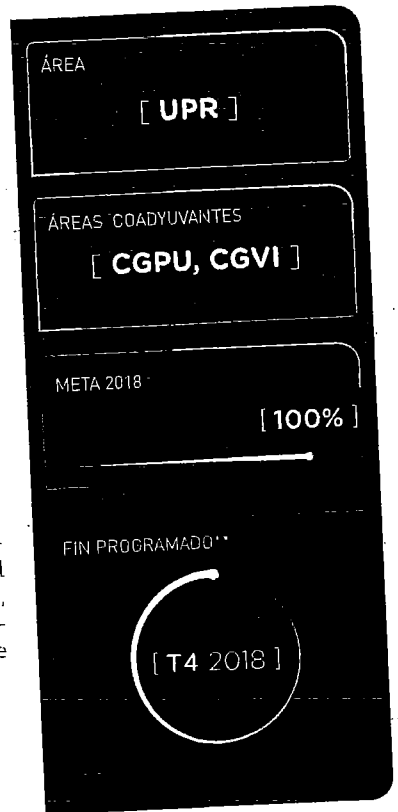 ÁREA
[ UPR ]
ÁREAS COADYUVANTES
[ CGPU, CGVI ]
META 2018
[ 100% ]
FIN PROGRAMADO**
[ T4 2018 ]